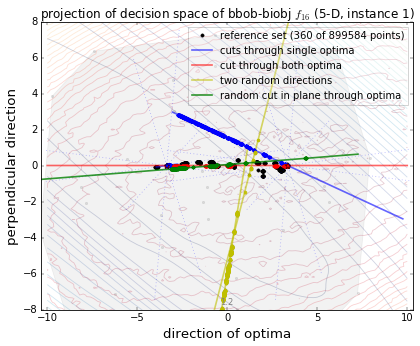 projection of decision space of bbob-biobj f16 (5-D, instance 1)
reference set (360 of 899584 points)
cuts through single optima
cut through both optima
two random directions
random cut in plane through optima
perpendicular direction
8
6
4
2
0
−2
−4
−6
−8
−10
−5
0
5
10
direction of optima